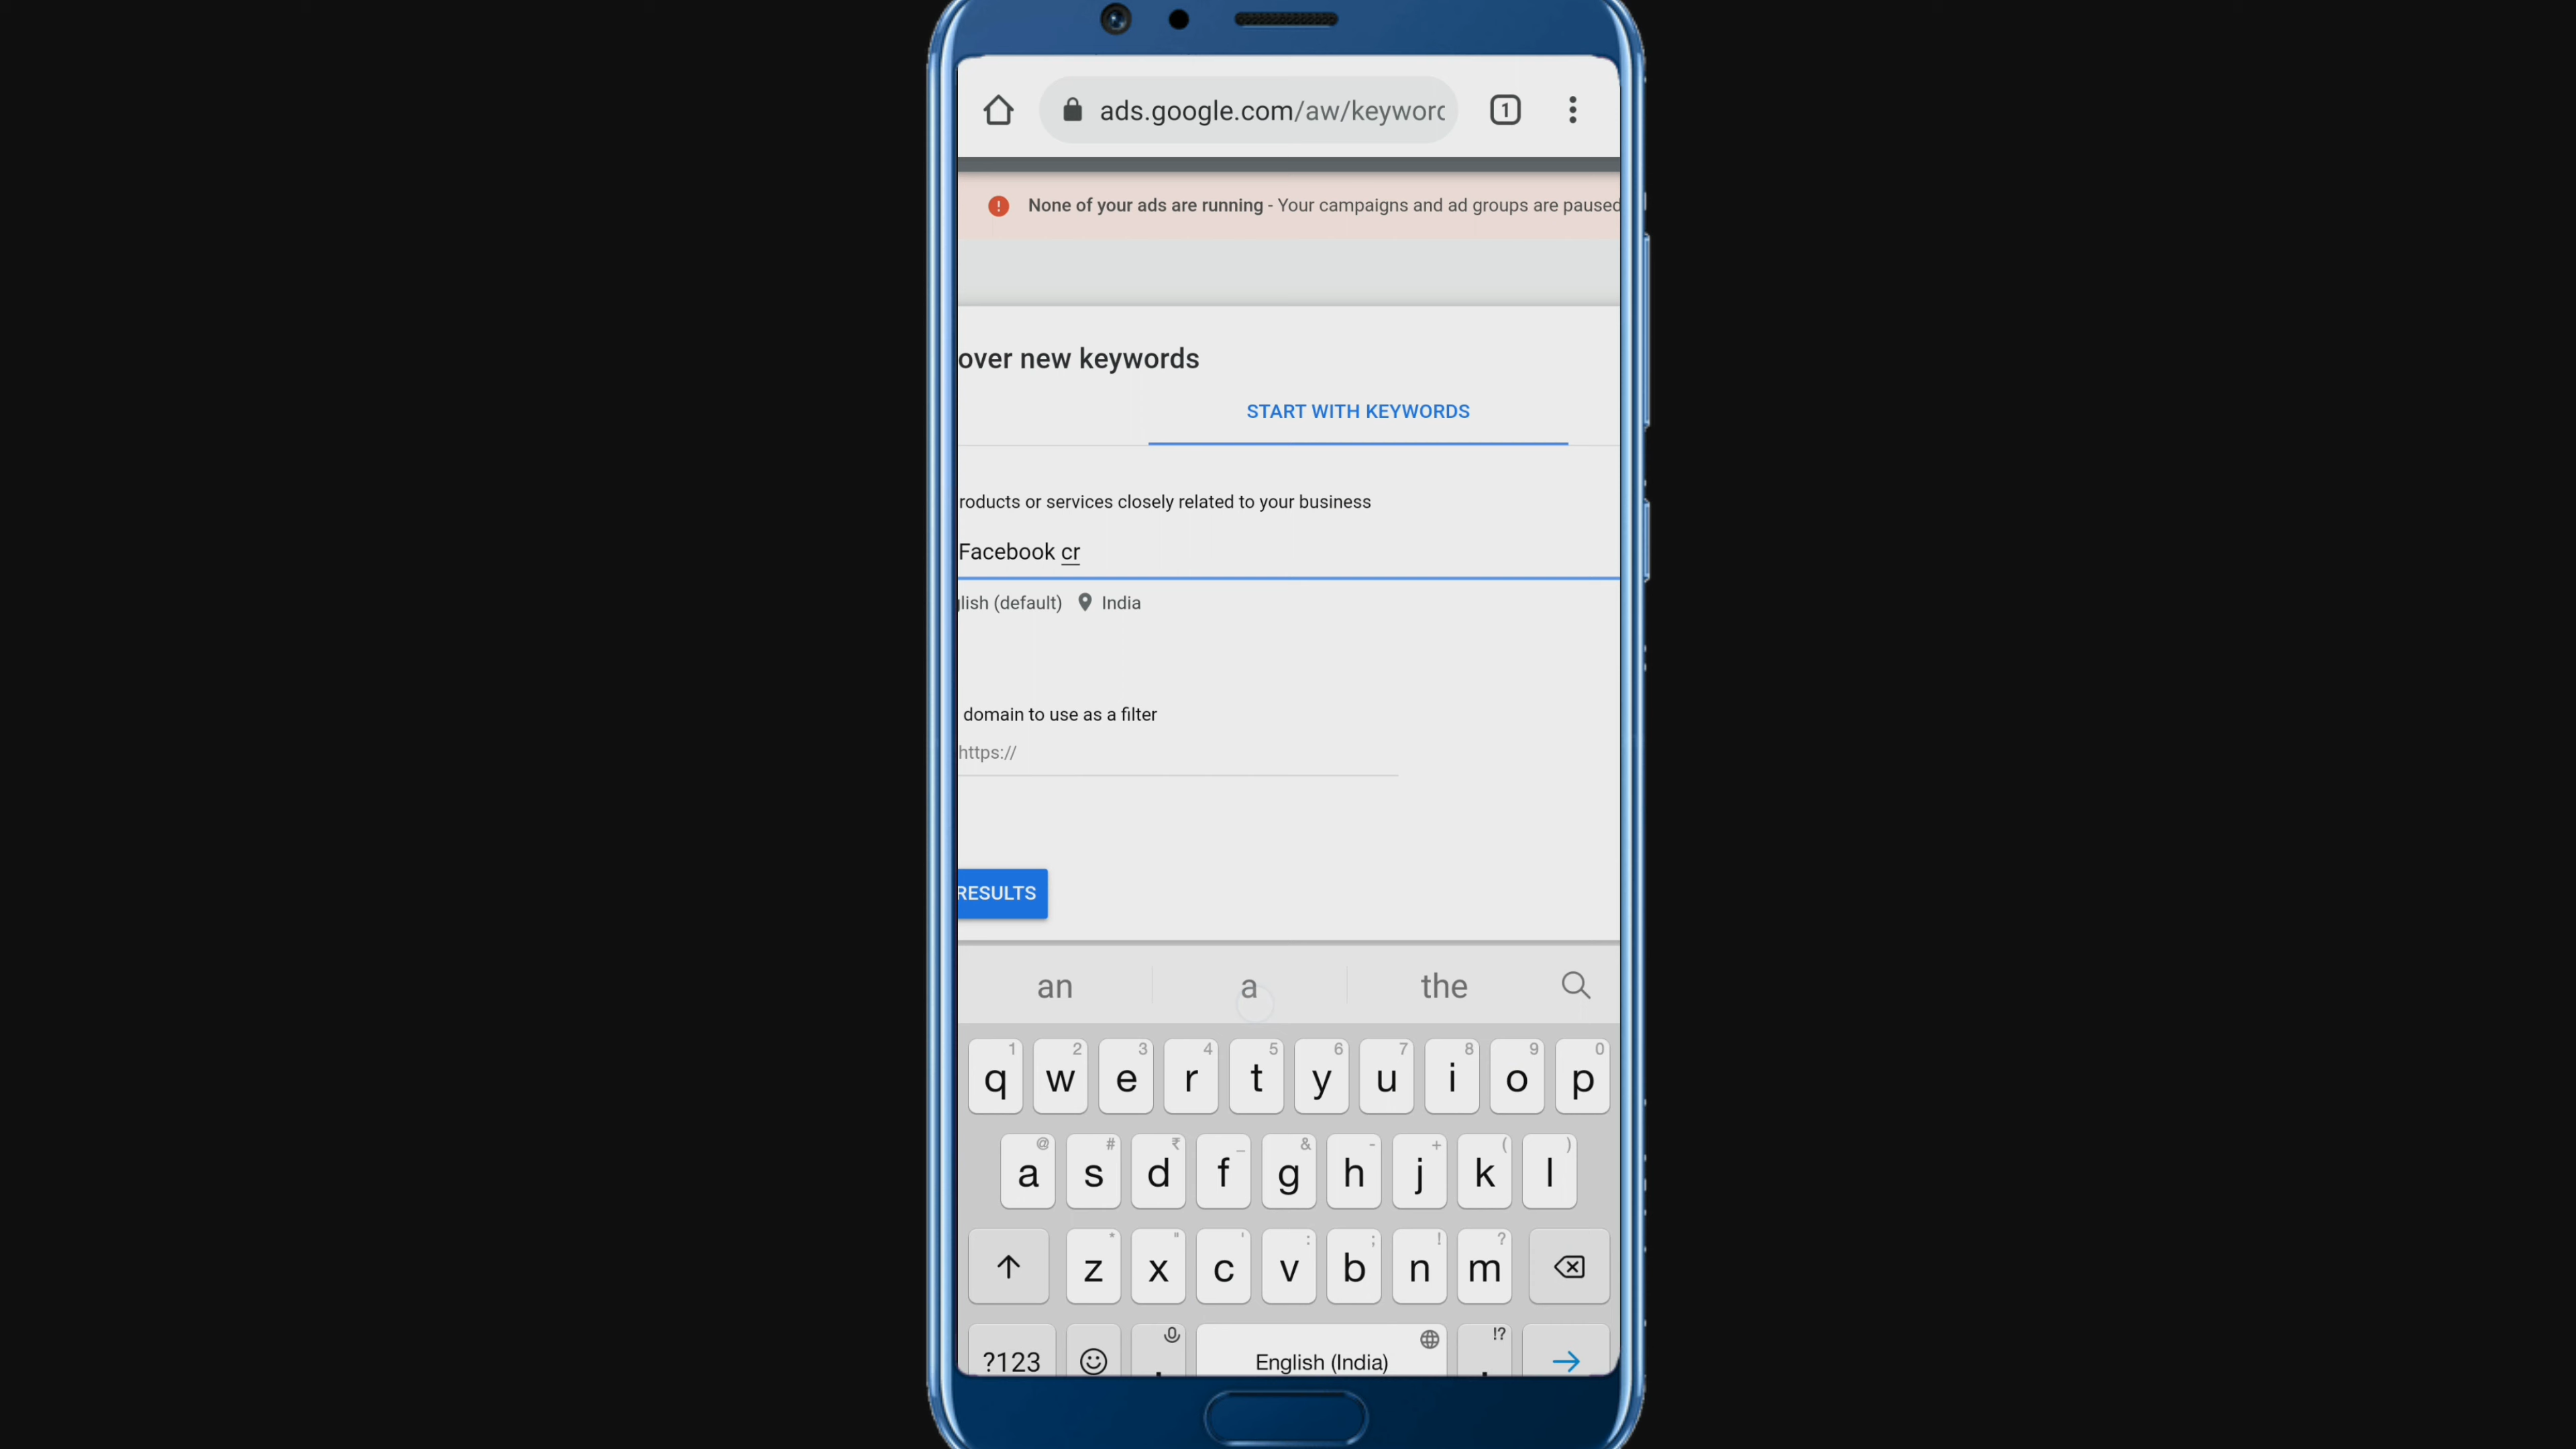 ads.google.com/aw/keyword
1
None of your ads are running - Your campaigns and ad groups are paused
over new keywords
START WITH KEYWORDS
roducts or services closely related to your business
Facebook cr
lish (default) India
domain to use as a filter
https://
RESULTS
an a the
1 2 3 4 5 6 7 8 9 0
q w e r t y u i o p
@ # ₹ _ & - + ( )
a s d f g h j k l
* " ' : ; ! ?
z x c v b n m
!?
?123 , English (India) .